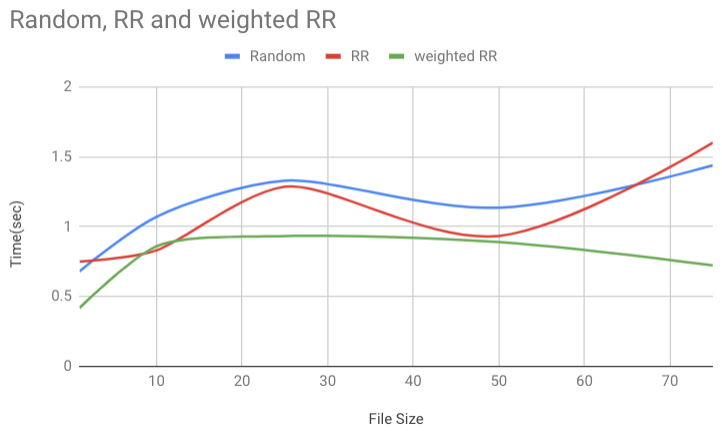 Random, RR and weighted RR
Random RR weighted RR
2
1.5
1
0.5
0
Time(sec)
10 20 30 40 50 60 70
File Size